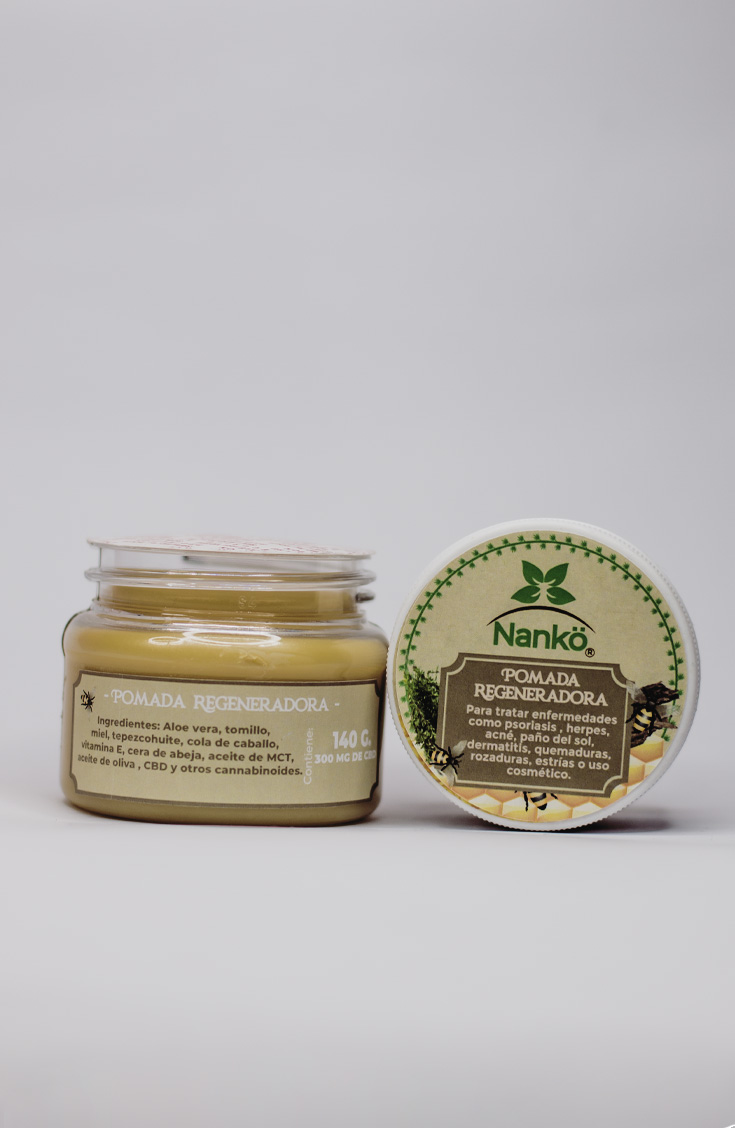 - POMADA REGENERADORA -
Ingredientes: Aloe vera, tomillo,
miel, tepezcohuite, cola de caballo,
vitamina E, cera de abeja, aceite de MCT,
aceite de oliva , CBD y otros cannabinoides.
Contiene:
140 G.
300 MG DE CBD
Nankö®
POMADA
REGENERADORA
Para tratar enfermedades
como psoriasis , herpes,
acné, paño del sol,
dermatitis, quemaduras,
rozaduras, estrías o uso
cosmético.